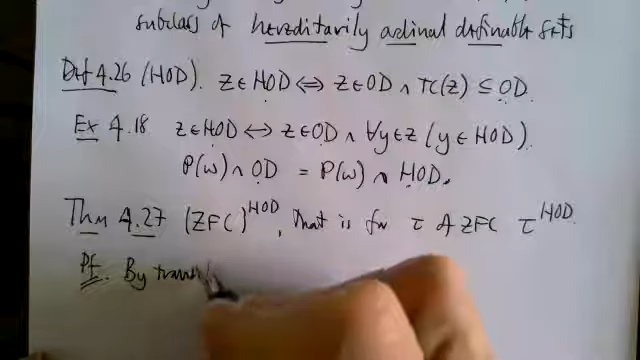 subclass of hereditarily ordinal definable sets
Def 4.26 (HOD). z ∈ HOD ⇔ z ∈ OD ∧ TC(z) ⊆ OD.
Ex 4.18 z ∈ HOD ↔ z ∈ OD ∧ ∀y ∈ z (y ∈ HOD).
P(ω) ∩ OD = P(ω) ∩ HOD.
Thm 4.27 (ZFC)^HOD, that is for τ ZFC τ^HOD.
Pf. By